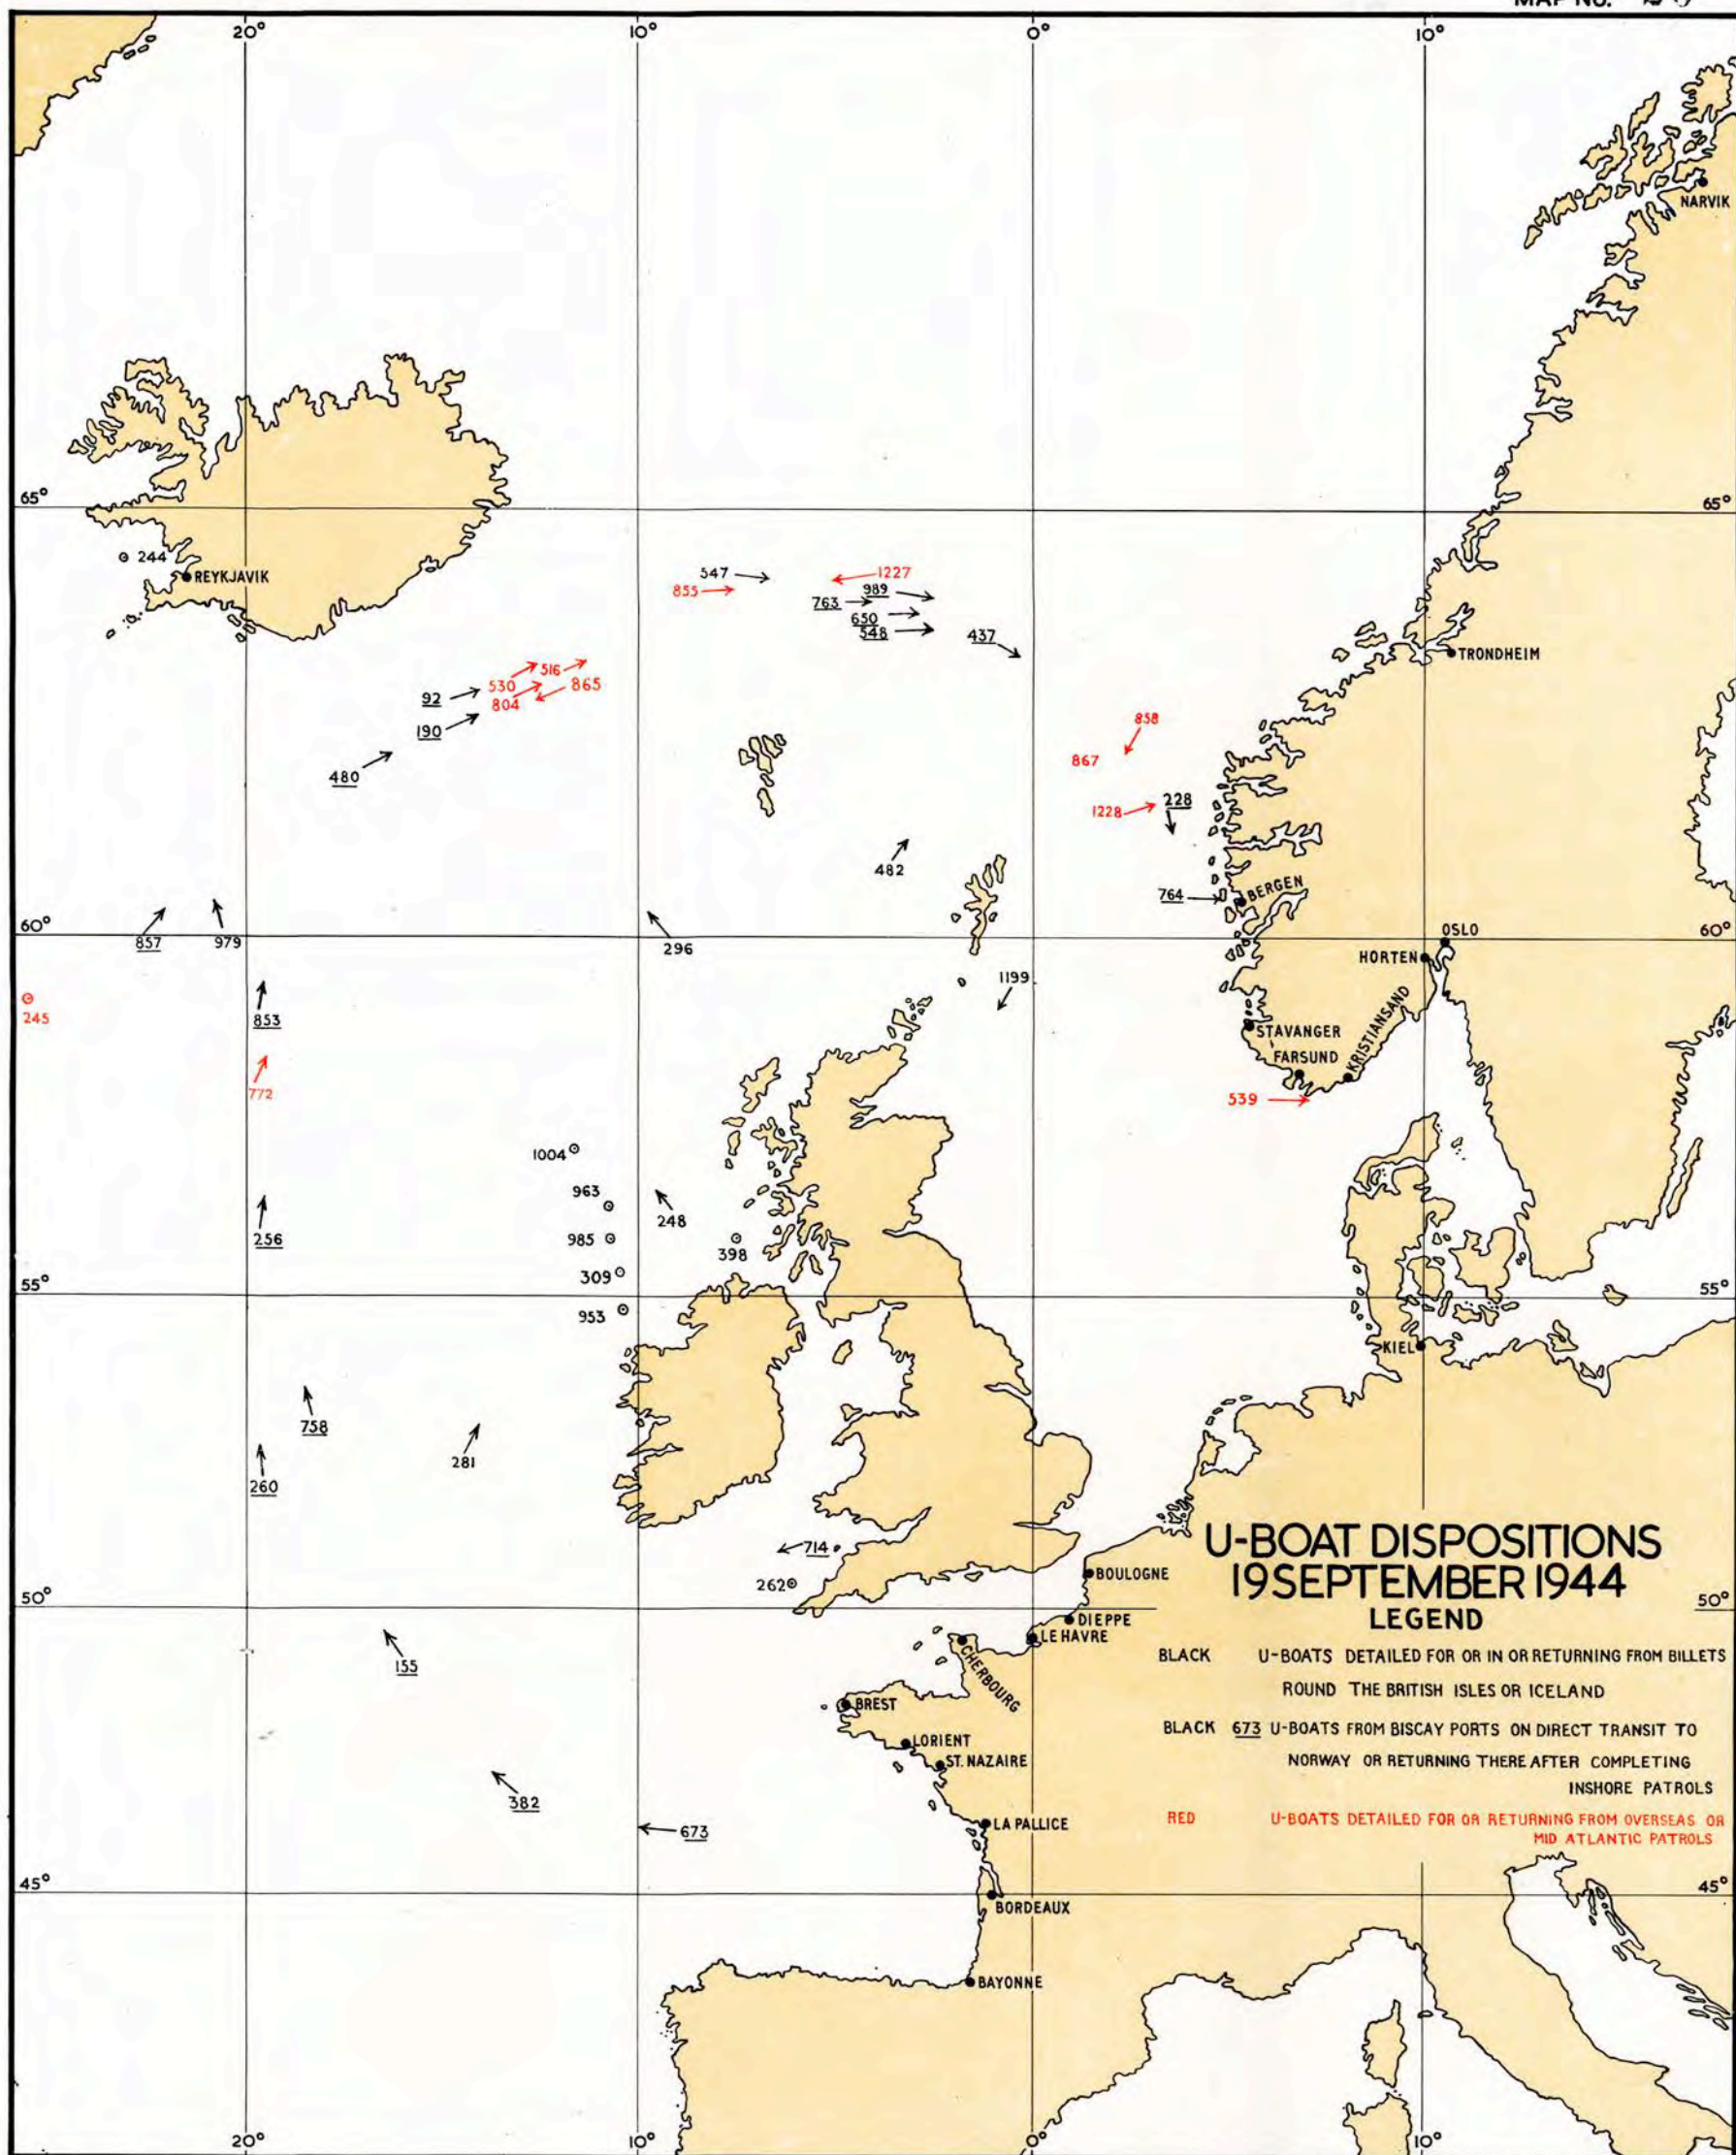 MAP No.
20° 10° 0° 10°
NARVIK
65° 65°
244
REYKJAVIK
547 1227
855 989
763
650
548 437
TRONDHEIM
516
92 530 865
804
190
858
867
480
1228 228
482
764 BERGEN
OSLO
60° 857 979 296 60°
HORTEN
1199
245 853
KRISTIANSAND
STAVANGER
FARSUND
772 539
1004
963
248
256 985 398
309
55° 55°
953
KIEL
758
281
260
714
262
BOULOGNE
50° 50°
DIEPPE
LE HAVRE
CHERBOURG
155
BREST
LORIENT
ST. NAZAIRE
382
673 LA PALLICE
45° 45°
BORDEAUX
BAYONNE
20° 10° 0° 10°
U-BOAT DISPOSITIONS
19 SEPTEMBER 1944
LEGEND
BLACK U-BOATS DETAILED FOR OR IN OR RETURNING FROM BILLETS
ROUND THE BRITISH ISLES OR ICELAND
BLACK 673 U-BOATS FROM BISCAY PORTS ON DIRECT TRANSIT TO
NORWAY OR RETURNING THERE AFTER COMPLETING
INSHORE PATROLS
RED U-BOATS DETAILED FOR OR RETURNING FROM OVERSEAS OR
MID ATLANTIC PATROLS